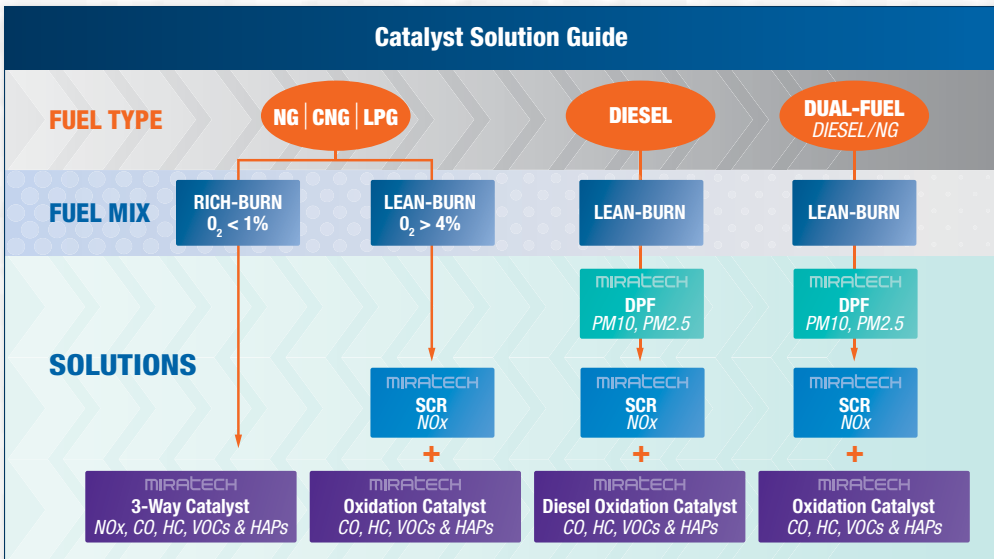 Catalyst Solution Guide
FUEL TYPE
NG | CNG | LPG
DIESEL
DUAL-FUEL
DIESEL/NG
FUEL MIX
RICH-BURN
O₂ < 1%
LEAN-BURN
O₂ > 4%
LEAN-BURN
LEAN-BURN
SOLUTIONS
MIRATECH
DPF
PM10, PM2.5
MIRATECH
DPF
PM10, PM2.5
MIRATECH
SCR
NOx
MIRATECH
SCR
NOx
MIRATECH
SCR
NOx
+
+
+
MIRATECH
3-Way Catalyst
NOx, CO, HC, VOCs & HAPs
MIRATECH
Oxidation Catalyst
CO, HC, VOCs & HAPs
MIRATECH
Diesel Oxidation Catalyst
CO, HC, VOCs & HAPs
MIRATECH
Oxidation Catalyst
CO, HC, VOCs & HAPs